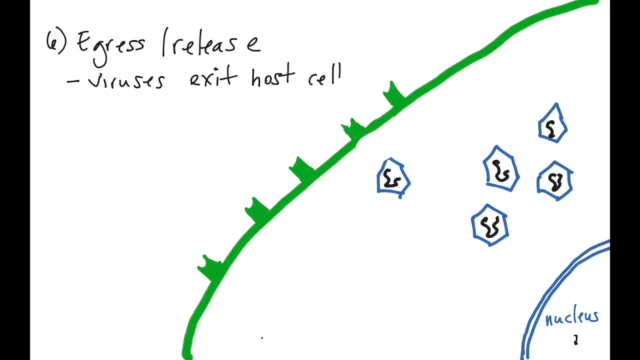 6) Egress / release
- viruses exit host cell
nucleus